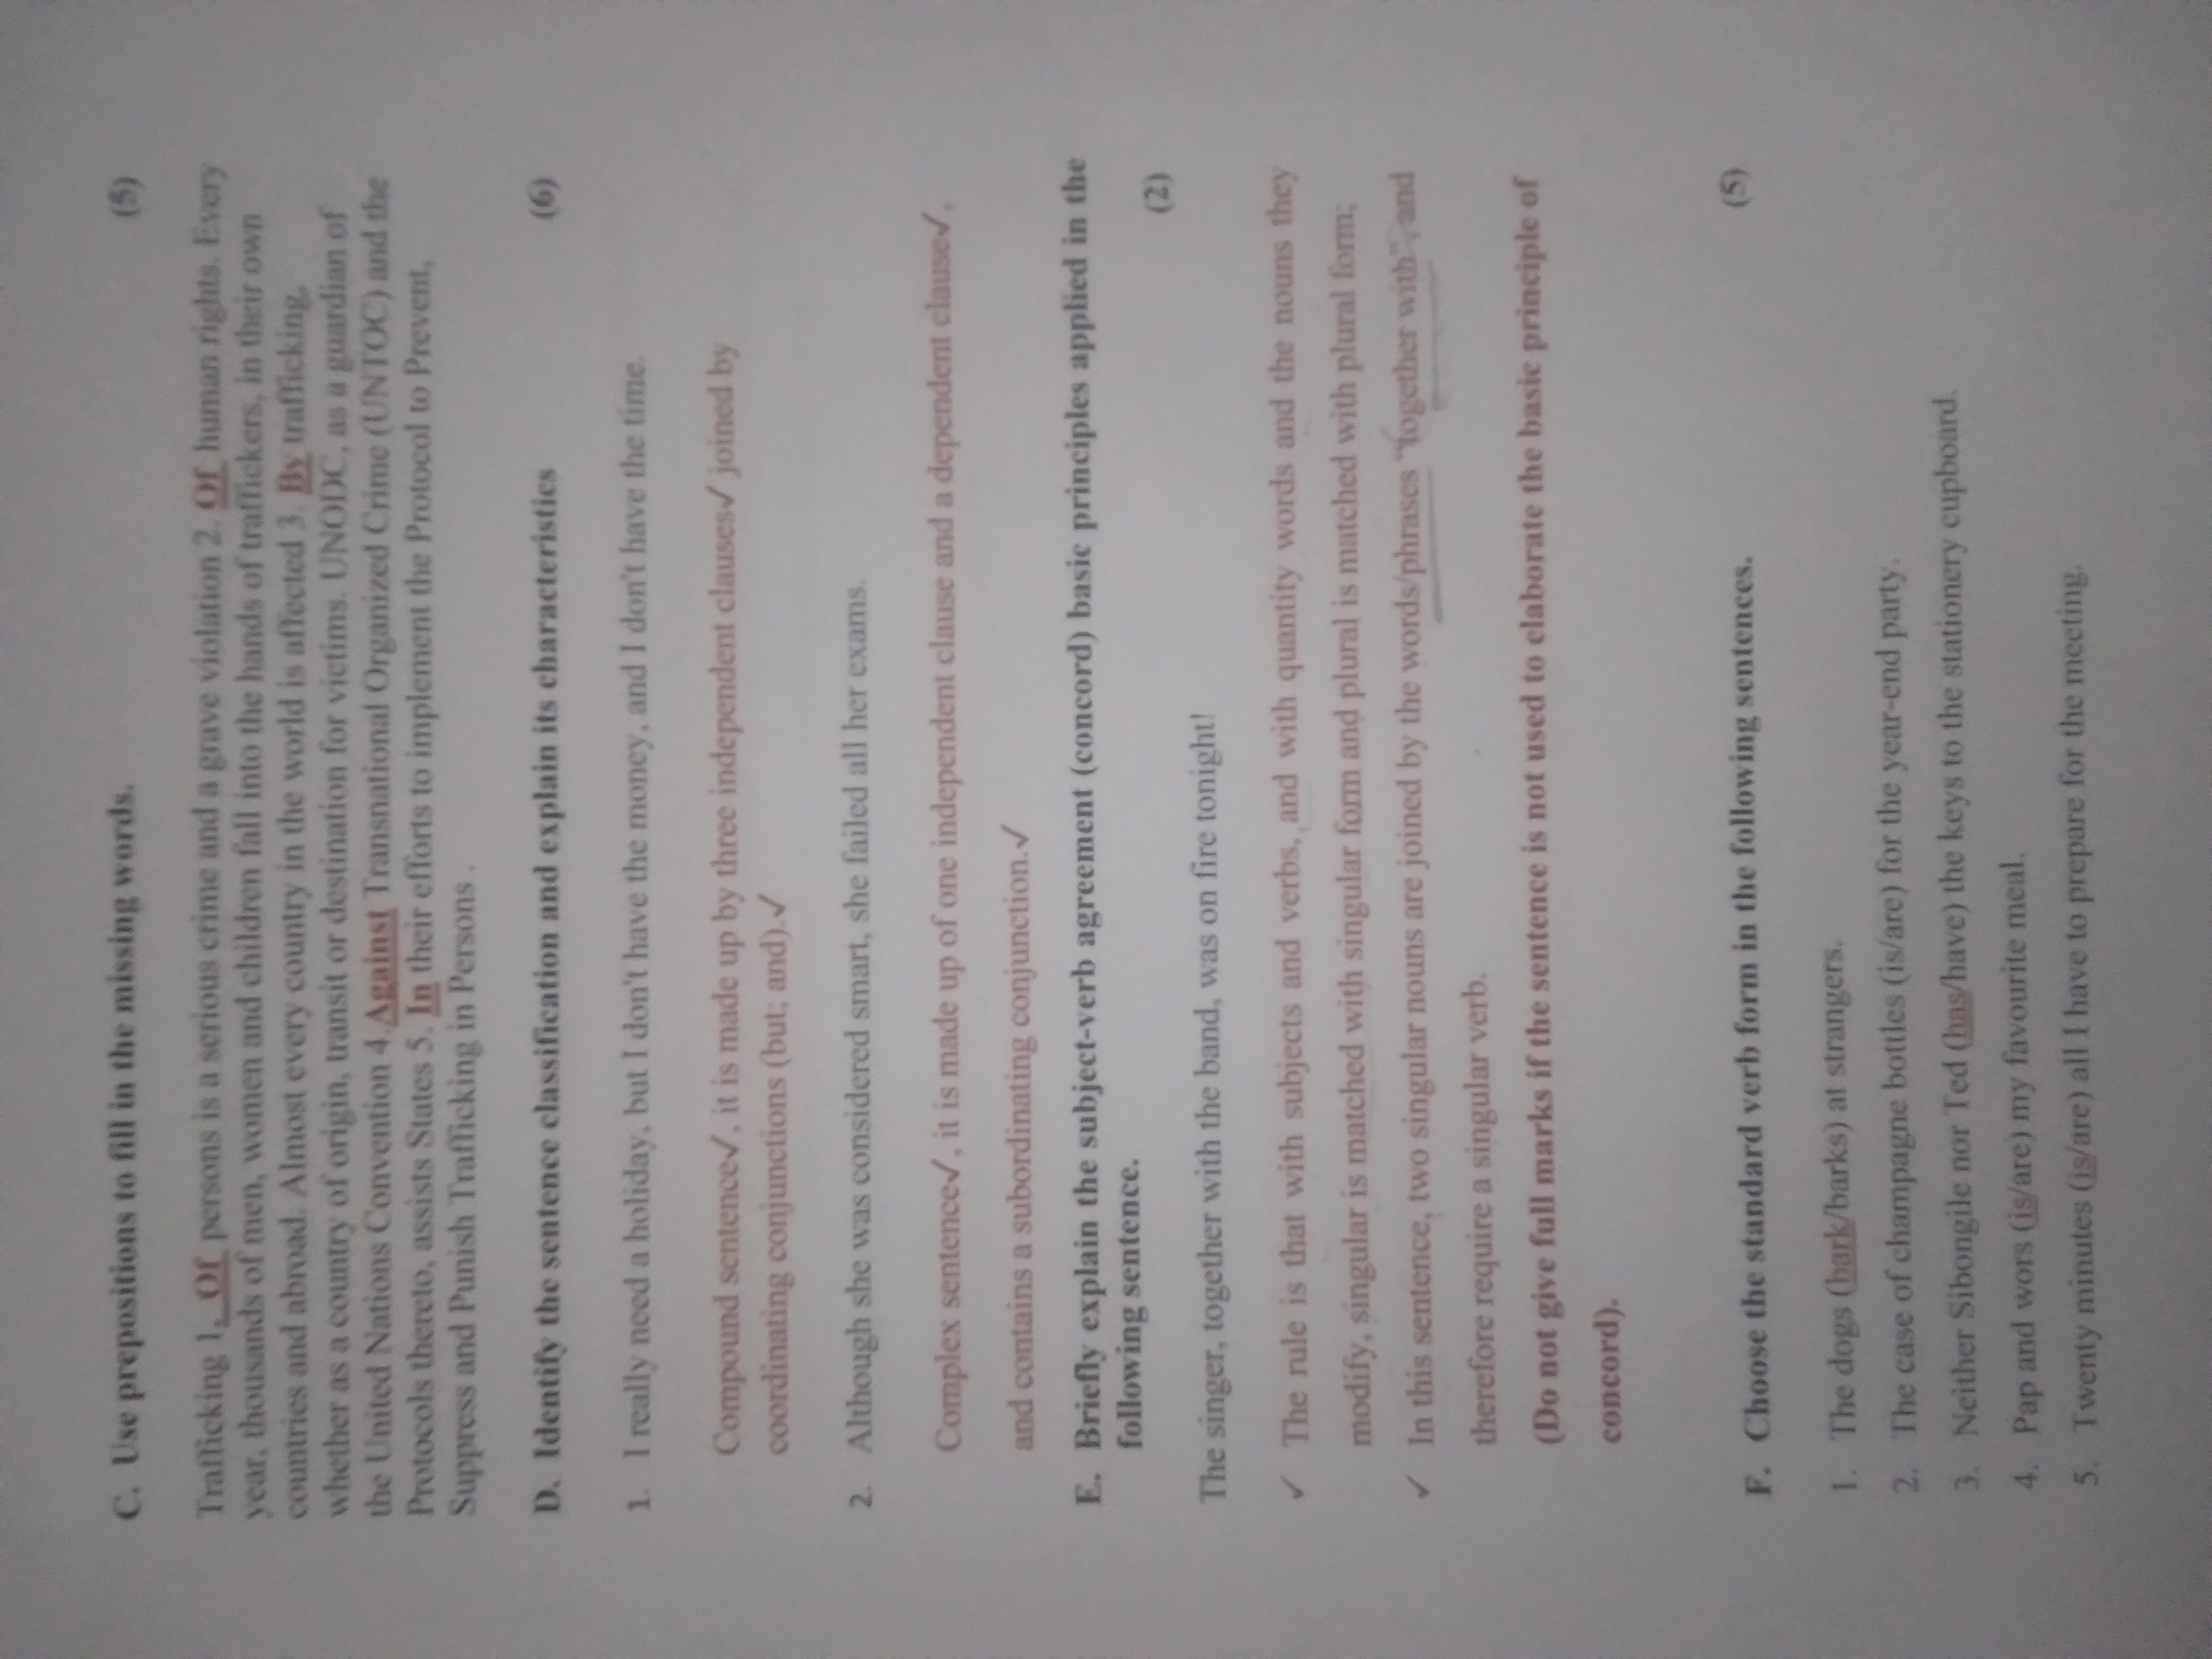 C. Use prepositions to fill in the missing words. (5)
Trafficking 1. Of persons is a serious crime and a grave violation 2. Of human rights. Every
year, thousands of men, women and children fall into the hands of traffickers, in their own
countries and abroad. Almost every country in the world is affected 3. By trafficking,
whether as a country of origin, transit or destination for victims. UNODC, as a guardian of
the United Nations Convention 4.Against Transnational Organized Crime (UNTOC) and the
Protocols thereto, assists States 5. In their efforts to implement the Protocol to Prevent,
Suppress and Punish Trafficking in Persons .
D. Identify the sentence classification and explain its characteristics (6)
1. I really need a holiday, but I don't have the money, and I don't have the time.
Compound sentence✓, it is made up by three independent clauses✓ joined by
coordinating conjunctions (but; and).✓
2. Although she was considered smart, she failed all her exams.
Complex sentence✓, it is made up of one independent clause and a dependent clause✓,
and contains a subordinating conjunction.✓
E. Briefly explain the subject-verb agreement (concord) basic principles applied in the
following sentence.
(2)
The singer, together with the band, was on fire tonight!
✓ The rule is that with subjects and verbs, and with quantity words and the nouns they
modify, singular is matched with singular form and plural is matched with plural form;
✓ In this sentence, two singular nouns are joined by the words/phrases "together with", and
therefore require a singular verb.
(Do not give full marks if the sentence is not used to elaborate the basic principle of
concord).
F. Choose the standard verb form in the following sentences. (5)
1. The dogs (bark/barks) at strangers.
2. The case of champagne bottles (is/are) for the year-end party.
3. Neither Sibongile nor Ted (has/have) the keys to the stationery cupboard.
4. Pap and wors (is/are) my favourite meal.
5. Twenty minutes (is/are) all I have to prepare for the meeting.